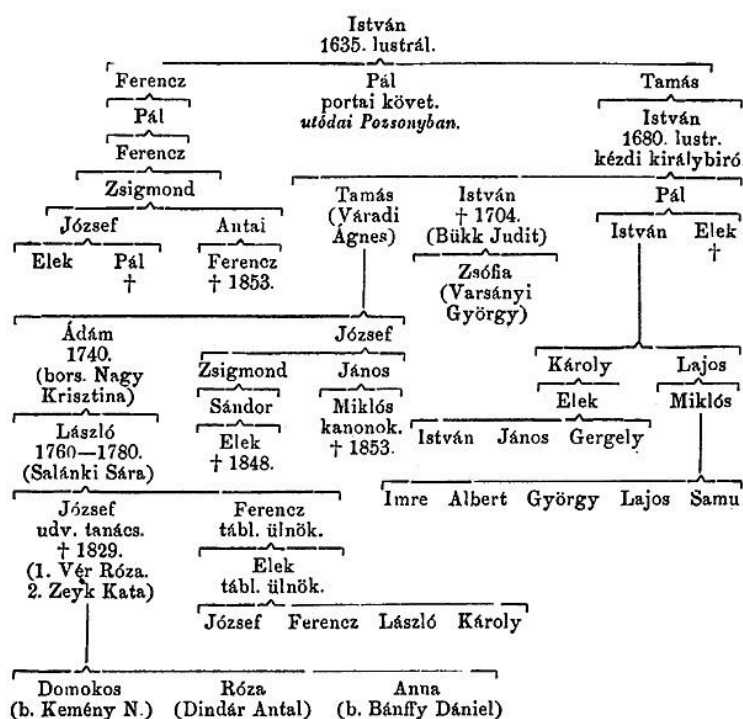 István
1635. lustrál.
Ferencz Pál Tamás
portai követ.
Pál utódai Pozsonyban. István
1680. lustr.
Ferencz kézdi királybiró
Zsigmond Tamás István Pál
(Váradi † 1704.
József Antai Ágnes) (Bükk Judit) István Elek
†
Elek Pál Ferencz Zsófia
† † 1853. (Varsányi
György)
Ádám József
1740.
(bors. Nagy Zsigmond János Károly Lajos
Krisztina)
Sándor Miklós Elek Miklós
László kanonok.
1760—1780. Elek † 1853. István János Gergely
(Salánki Sára) † 1848.
Imre Albert György Lajos Samu
József Ferencz
udv. tanács. tábl. ülnök.
† 1829.
(1. Vér Róza. Elek
2. Zeyk Kata) tábl. ülnök.
József Ferencz László Károly
Domokos Róza Anna
(b. Kemény N.) (Dindár Antal) (b. Bánffy Dániel)